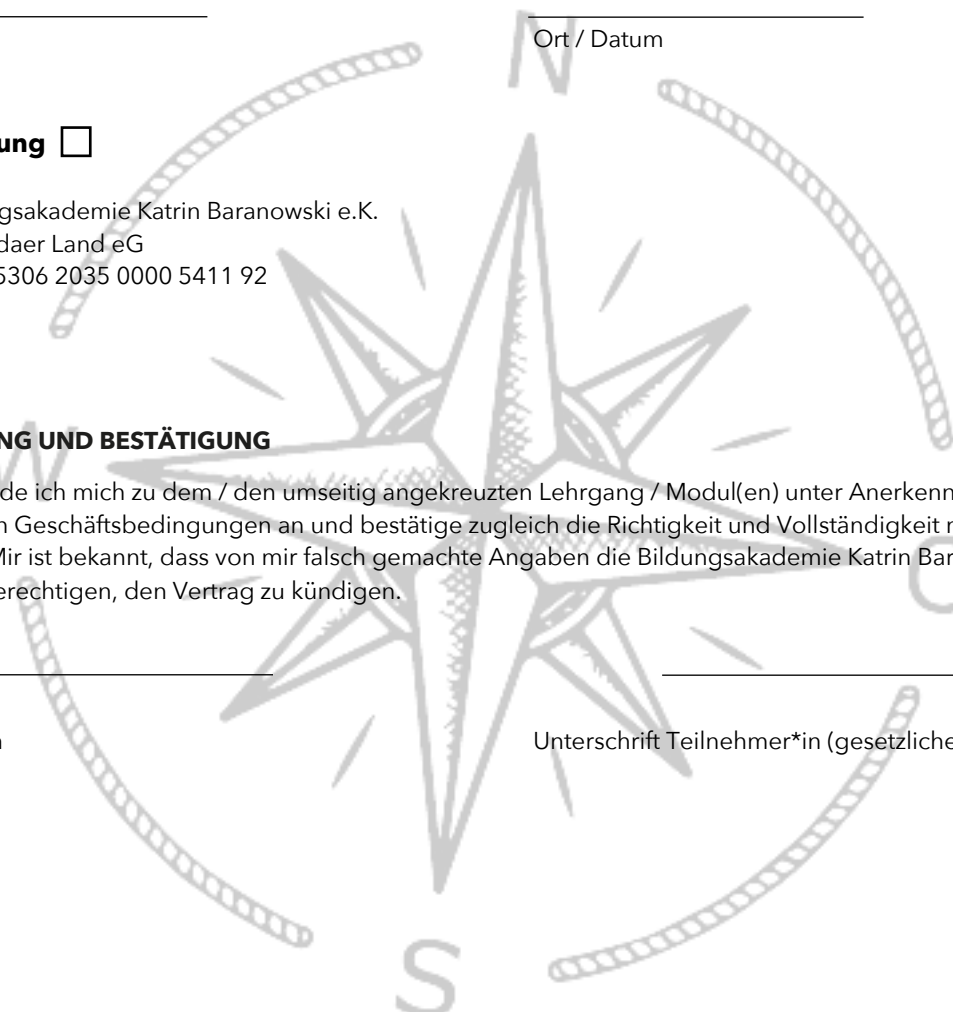 Ort / Datum
N
ung
gsakademie Katrin Baranowski e.K.
daer Land eG
5306 2035 0000 5411 92
W
NG UND BESTÄTIGUNG
de ich mich zu dem / den umseitig angekreuzten Lehrgang / Modul(en) unter Anerkenn
n Geschäftsbedingungen an und bestätige zugleich die Richtigkeit und Vollständigkeit
Mir ist bekannt, dass von mir falsch gemachte Angaben die Bildungsakademie Katrin Bar
erechtigen, den Vertrag zu kündigen.
Unterschrift Teilnehmer*in (gesetzliche
S